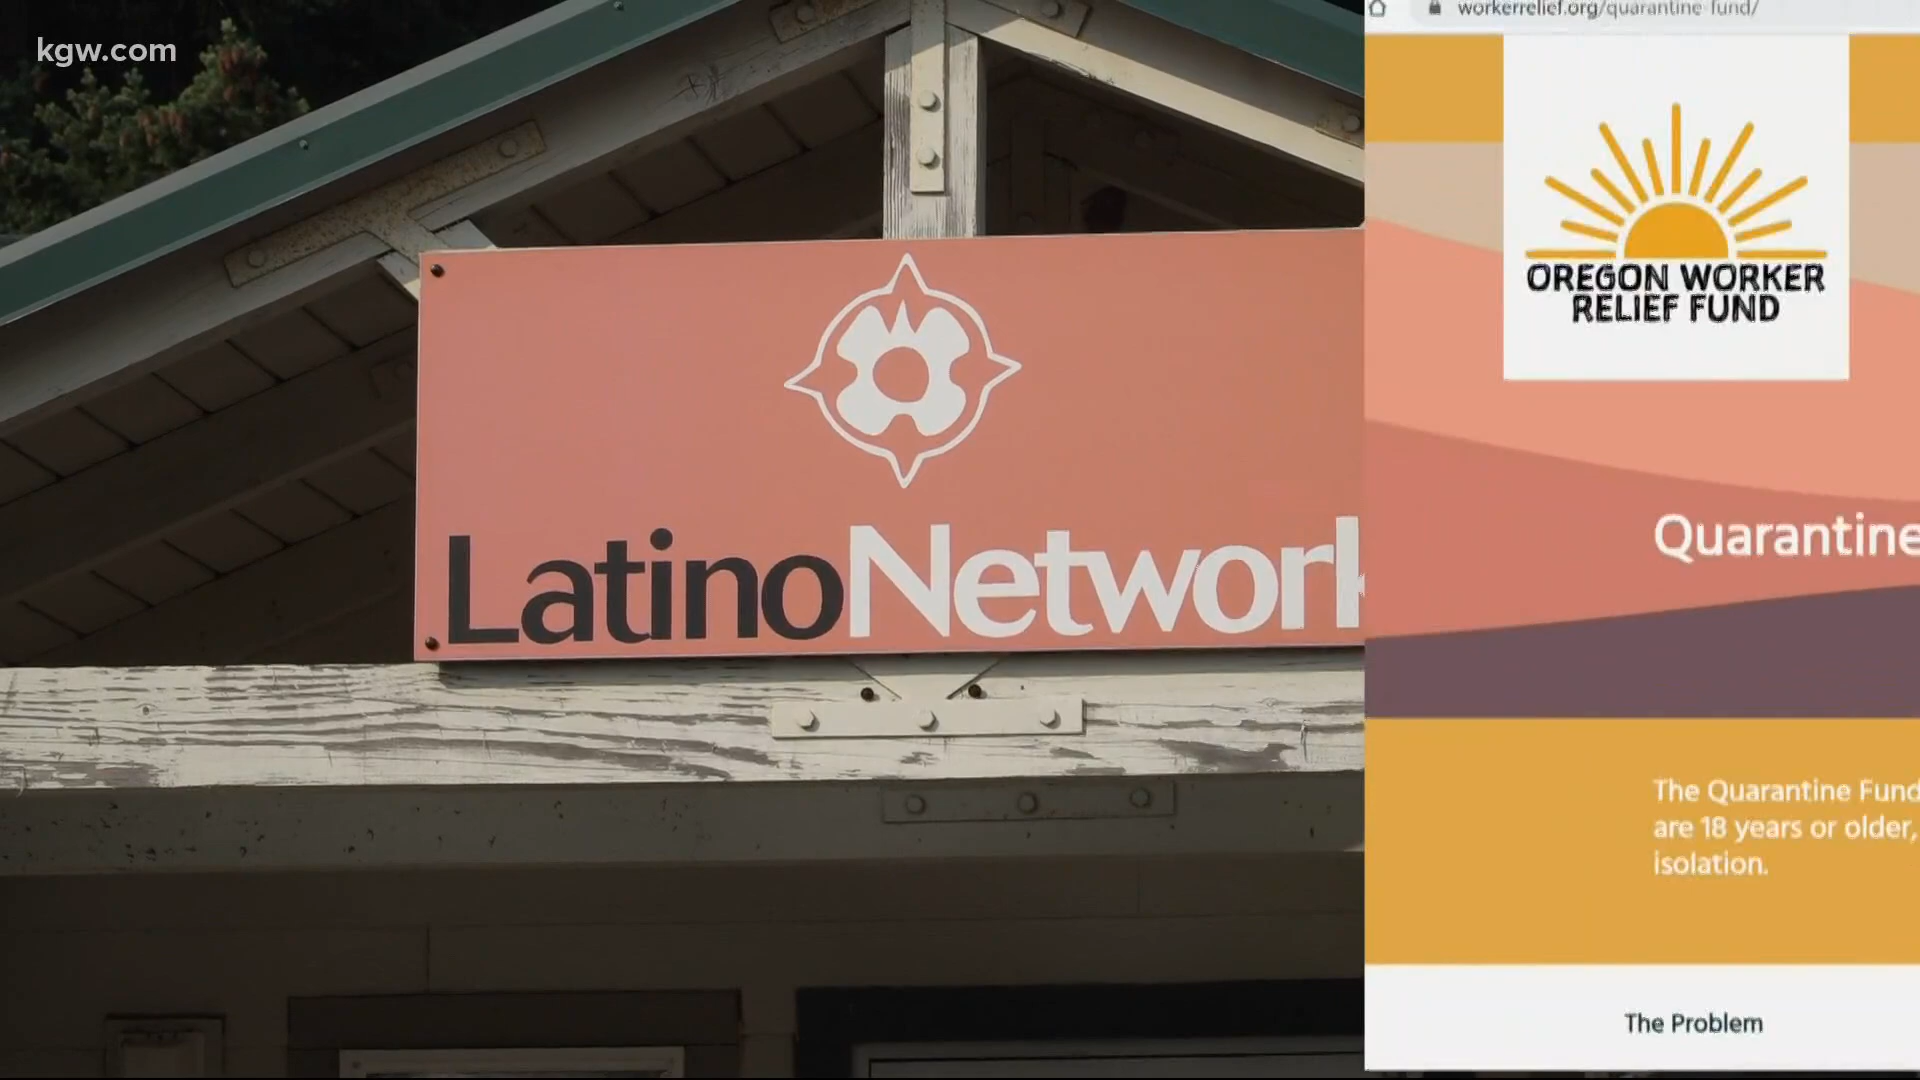 kgw.com
LatinoNetwork
workerrelief.org/quarantine-fund/
OREGON WORKER
RELIEF FUND
Quarantine
The Quarantine Fund
are 18 years or older,
isolation.
The Problem